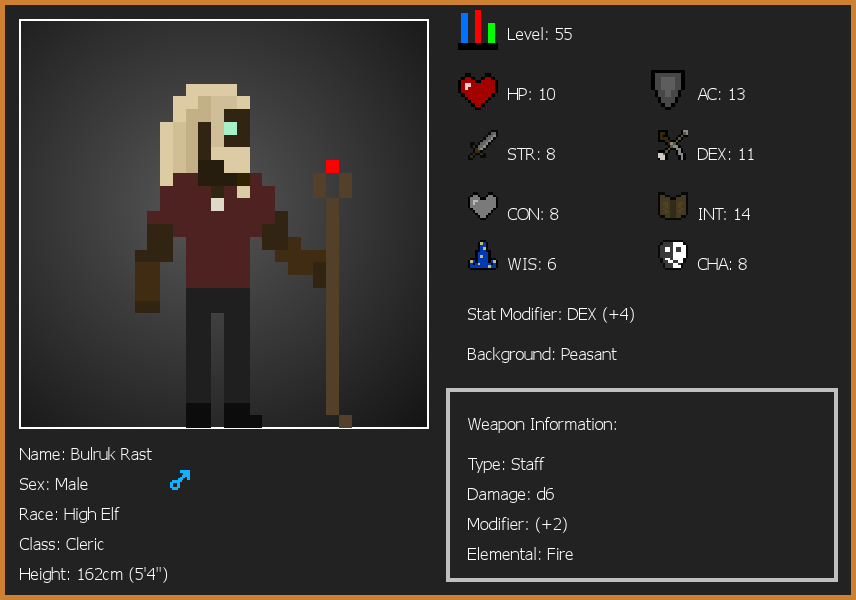 Level: 55
HP: 10
AC: 13
STR: 8
DEX: 11
CON: 8
INT: 14
WIS: 6
CHA: 8
Stat Modifier: DEX (+4)
Background: Peasant
Weapon Information:
Type: Staff
Damage: d6
Modifier: (+2)
Elemental: Fire
Name: Bulruk Rast
Sex: Male
Race: High Elf
Class: Cleric
Height: 162cm (5'4")